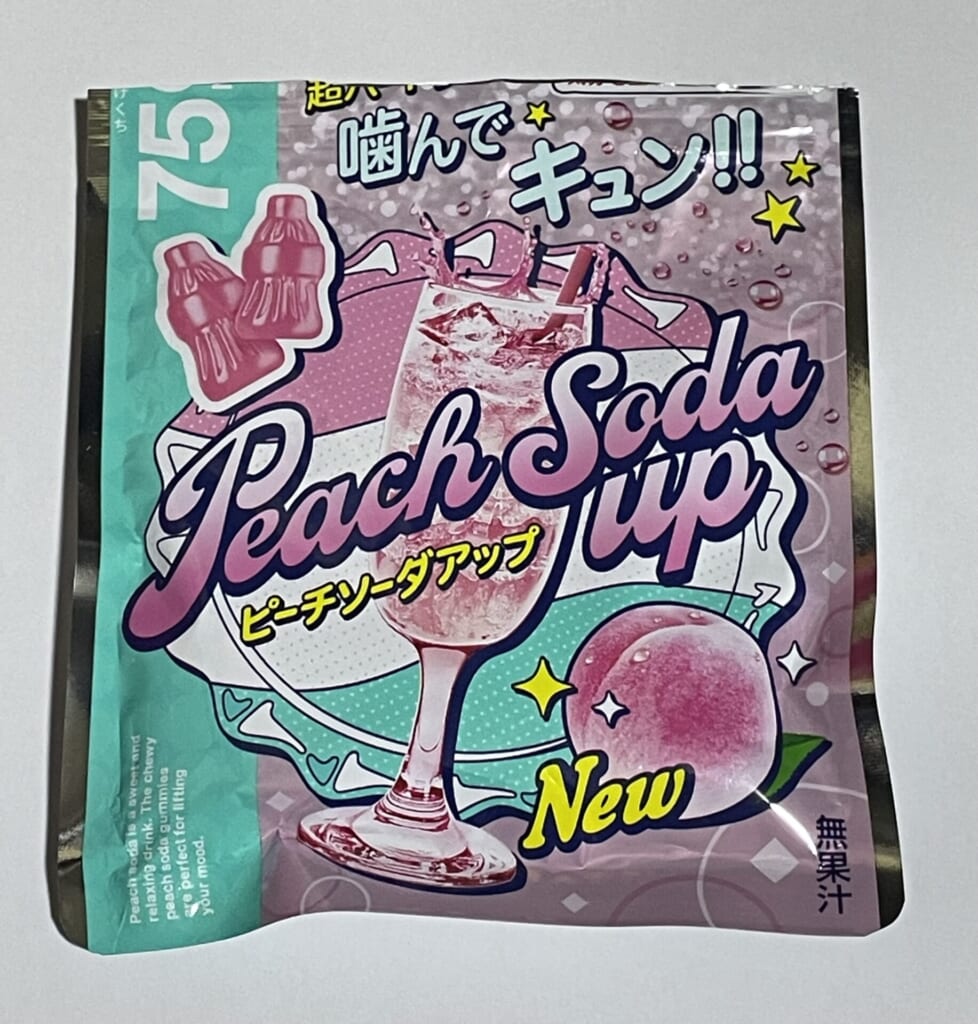 75
噛んで
キュン!!
Peach Soda
up
ピーチソーダアップ
New
無果汁
Peach soda is a sweet and
relaxing drink. The chewy
peach soda gummies
are perfect for lifting
your mood.